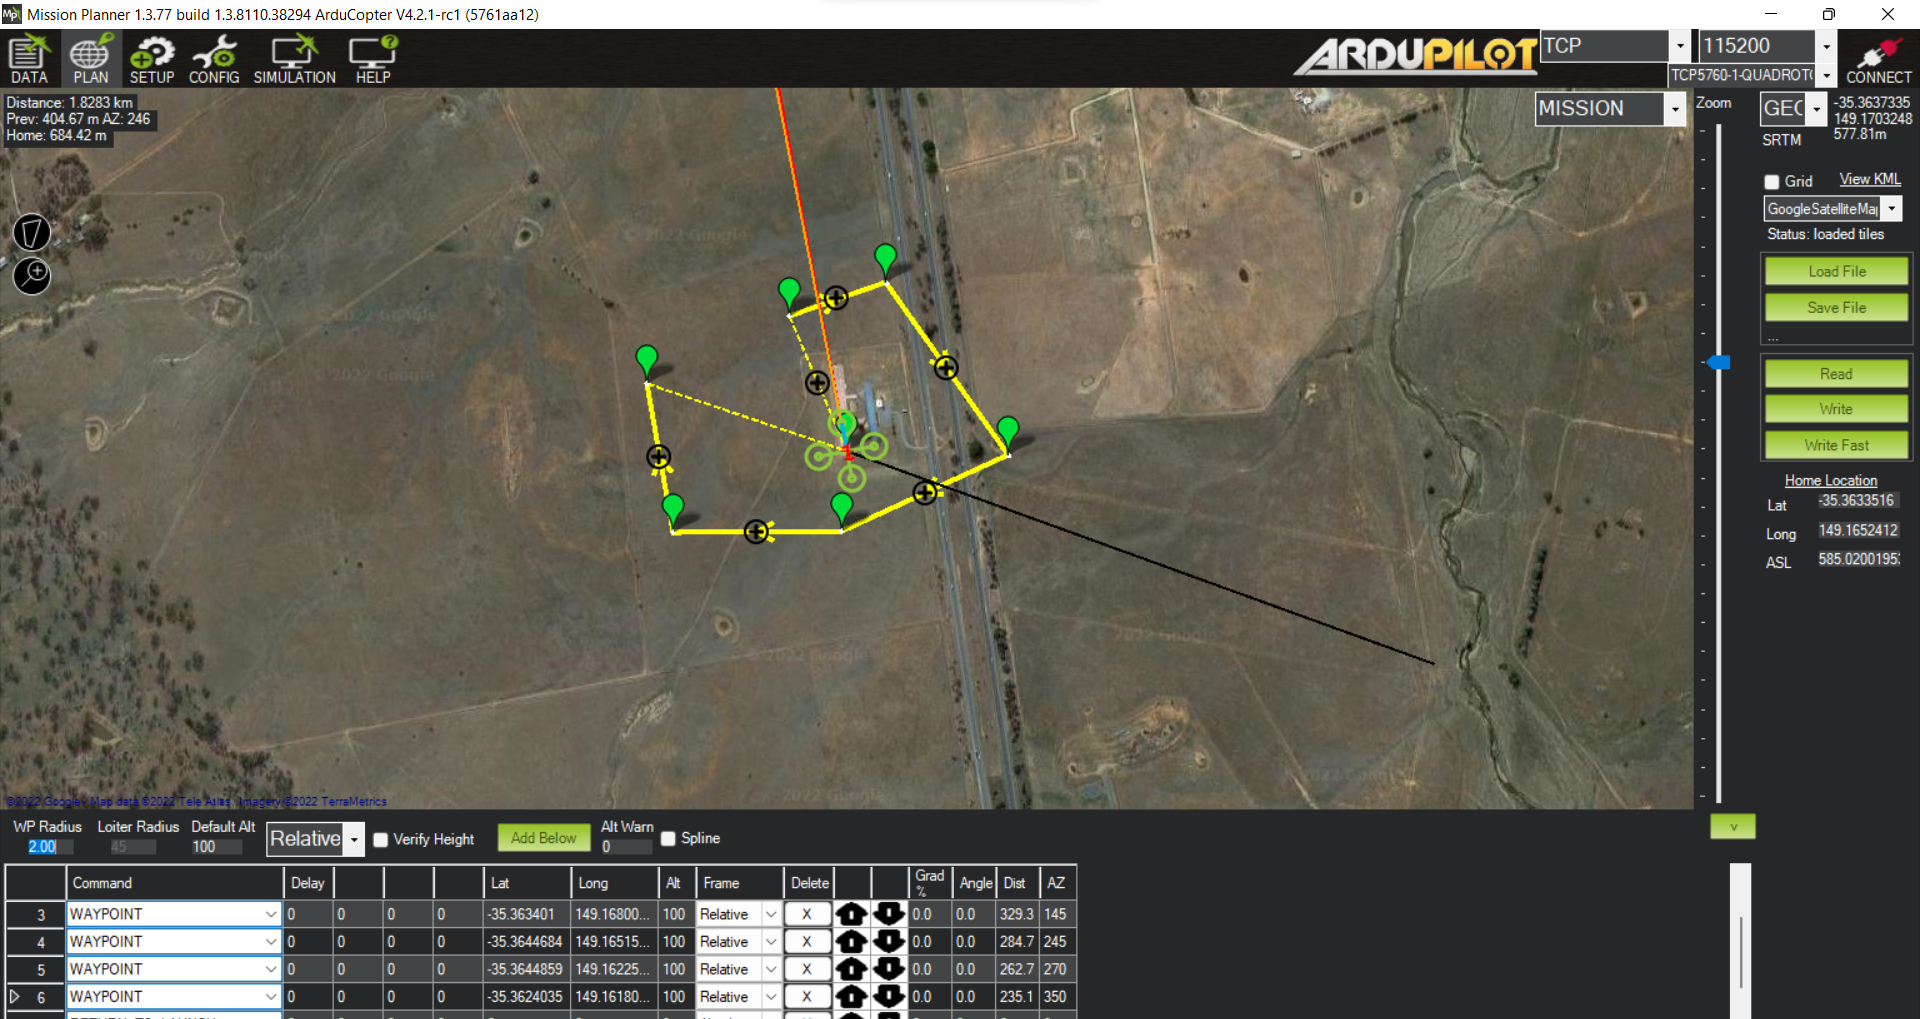 Mission Planner 1.3.77 build 1.3.8110.38294 ArduCopter V4.2.1-rc1 (5761aa12)
DATA PLAN SETUP CONFIG SIMULATION HELP
ARDUPILOT
TCP
115200
TCP5760-1-QUADROT
CONNECT
Distance: 1.8283 km
Prev: 404.67 m AZ: 246
Home: 684.42 m
MISSION
Zoom
GEO
-35.3637335
149.1703248
577.81m
SRTM
Grid View KML
GoogleSatelliteMap
Status: loaded tiles
Load File
Save File
...
Read
Write
Write Fast
Home Location
Lat -35.3633516
Long 149.1652412
ASL 585.0200195
©2022 Google - Map data ©2022 Tele Atlas, Imagery ©2022 TerraMetrics
WP Radius Loiter Radius Default Alt
2.00 45 100
Relative
Verify Height
Add Below
Alt Warn
0
Spline
v
Command Delay Lat Long Alt Frame Delete Grad % Angle Dist AZ
3 WAYPOINT 0 0 0 0 -35.363401 149.16800... 100 Relative X 0.0 0.0 329.3 145
4 WAYPOINT 0 0 0 0 -35.3644684 149.16515... 100 Relative X 0.0 0.0 284.7 245
5 WAYPOINT 0 0 0 0 -35.3644859 149.16225... 100 Relative X 0.0 0.0 262.7 270
6 WAYPOINT 0 0 0 0 -35.3624035 149.16180... 100 Relative X 0.0 0.0 235.1 350